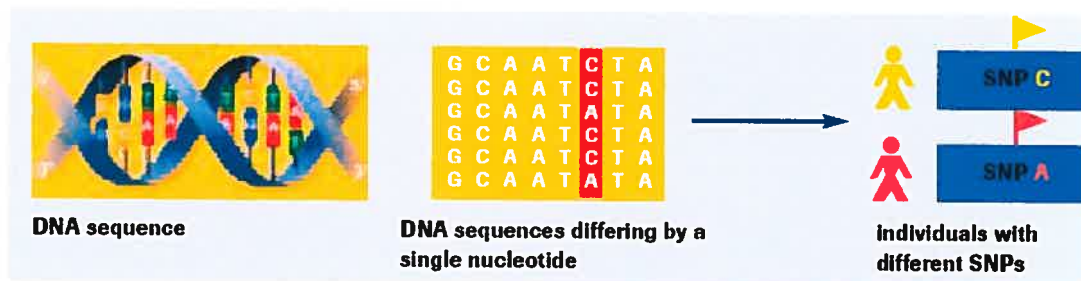 G C A A T C T A
G C A A T C T A
G C A A T A T A
G C A A T C T A
G C A A T C T A
G C A A T A T A
SNP C
SNP A
DNA sequence
DNA sequences differing by a
single nucleotide
individuals with
different SNPs